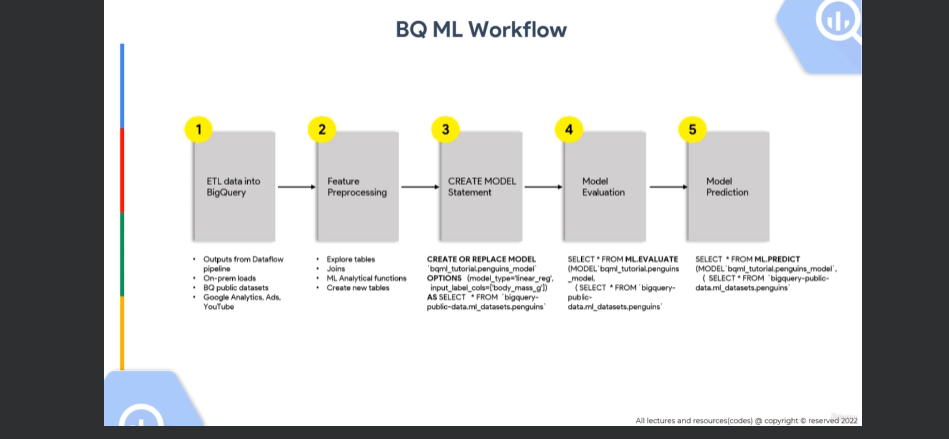 BQ ML Workflow
1
2
3
4
5
ETL data into
BigQuery
Feature
Preprocessing
CREATE MODEL
Statement
Model
Evaluation
Model
Prediction
• Outputs from Dataflow
pipeline
• On-prem loads
• BQ public datasets
• Google Analytics, Ads,
YouTube
• Explore tables
• Joins
• ML Analytical functions
• Create new tables
CREATE OR REPLACE MODEL
`bqml_tutorial.penguins_model`
OPTIONS (model_type='linear_reg',
input_label_cols=['body_mass_g'])
AS SELECT * FROM `bigquery-
public-data.ml_datasets.penguins`
SELECT * FROM ML.EVALUATE
(MODEL`bqml_tutorial.penguins
_model,
( SELECT * FROM `bigquery-
public-
data.ml_datasets.penguins`
SELECT * FROM ML.PREDICT
(MODEL`bqml_tutorial.penguins_model`,
( SELECT * FROM `bigquery-public-
data.ml_datasets.penguins`
All lectures and resources(codes) @ copyright © reserved 2022